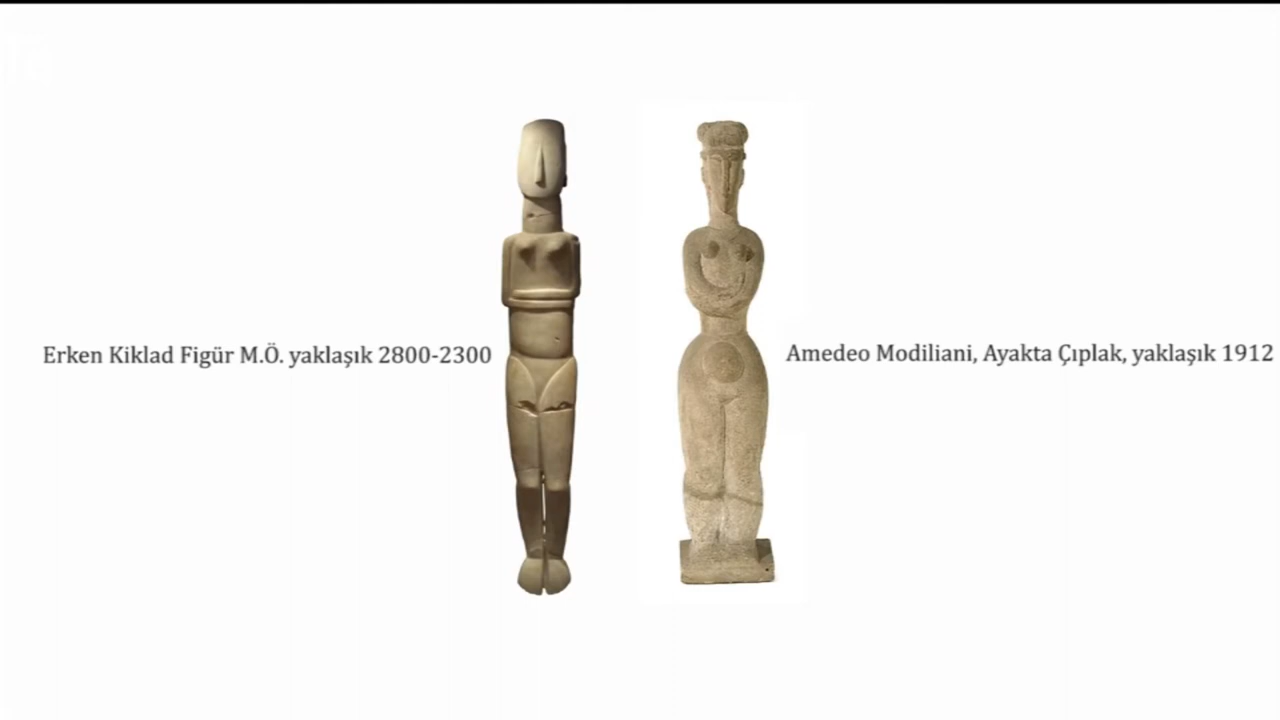 Erken Kiklad Figür M.Ö. yaklaşık 2800-2300
Amedeo Modiliani, Ayakta Çıplak, yaklaşık 1912